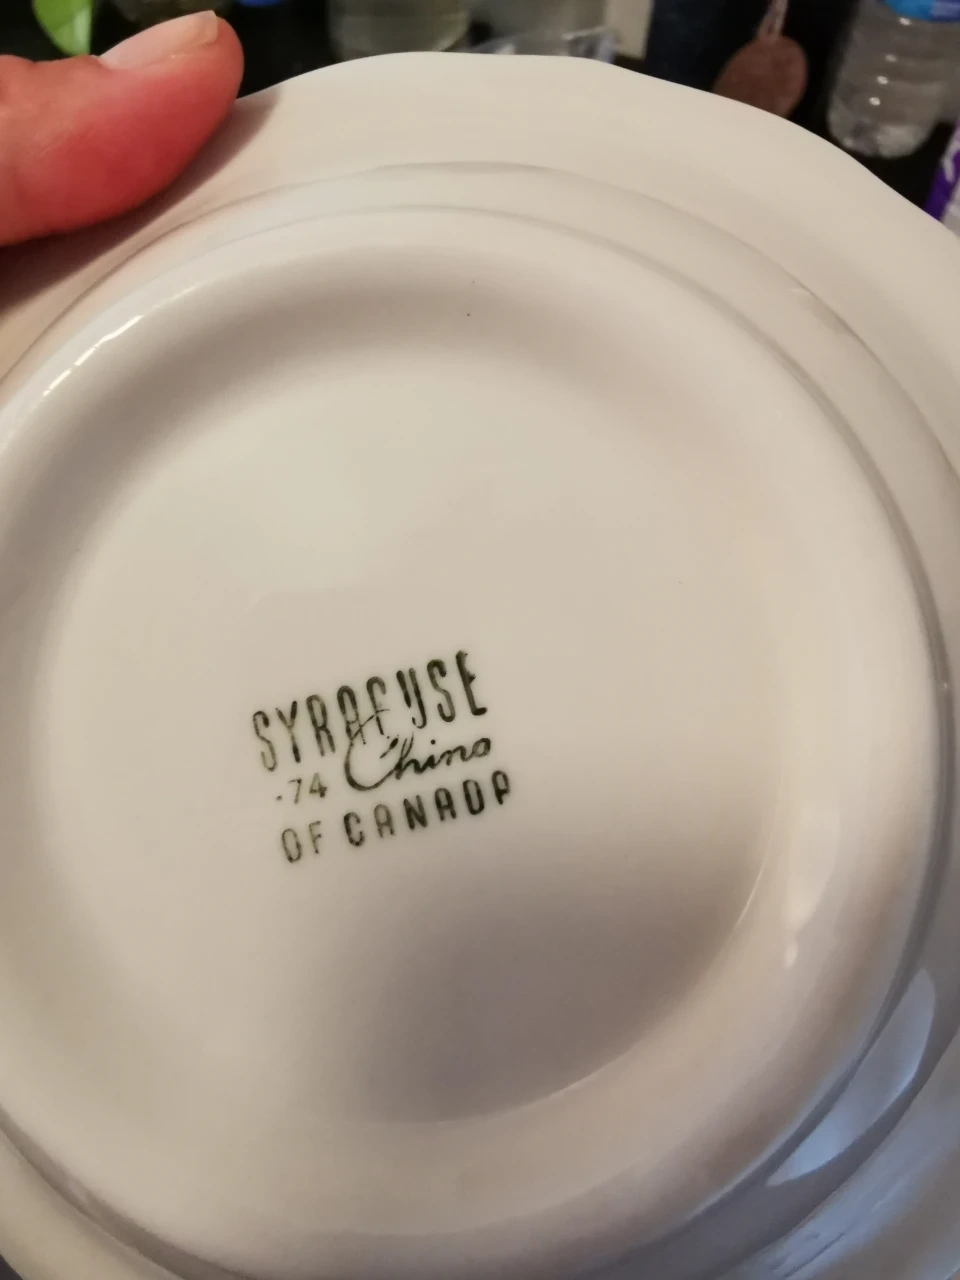 SYRACUSE
.74 China
OF CANADA